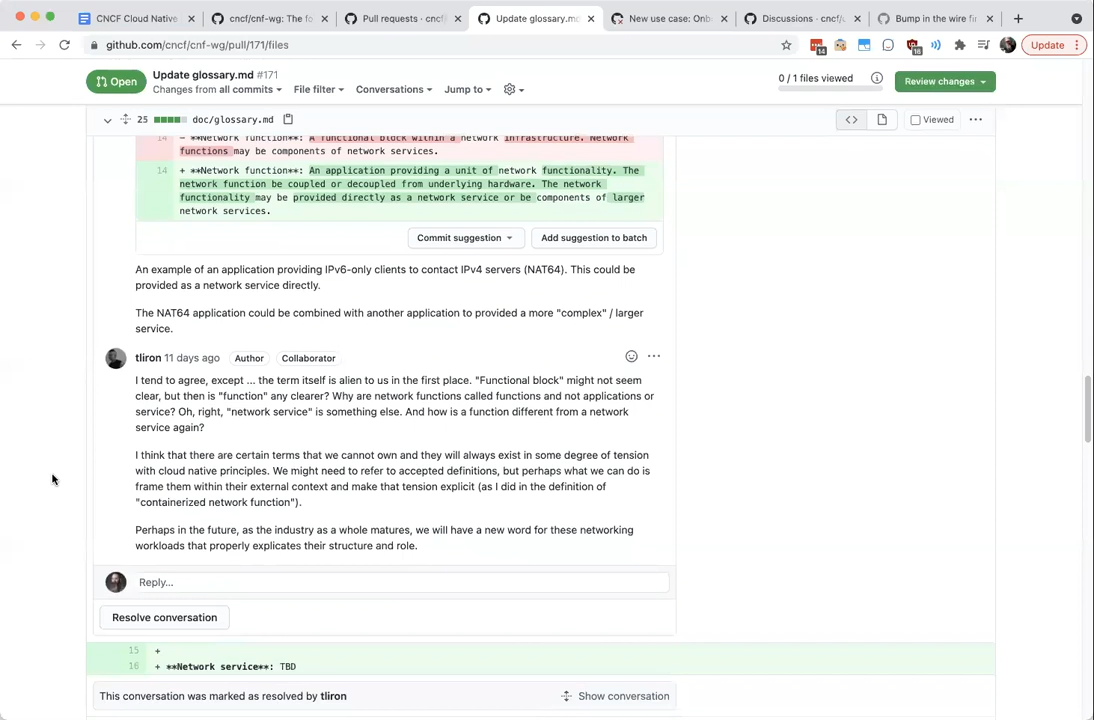 CNCF Cloud Native
cncf/cnf-wg: The fo
Pull requests · cncf/
Update glossary.md
New use case: Onb
Discussions · cncf/
Bump in the wire fi
github.com/cncf/cnf-wg/pull/171/files
14
16
Update
Open
Update glossary.md #171
Changes from all commits
File filter
Conversations
Jump to
0 / 1 files viewed
Review changes
25
doc/glossary.md
Viewed
14 - **Network function**: A functional block within a network infrastructure. Network
functions may be components of network services.
14 + **Network function**: An application providing a unit of network functionality. The
network function be coupled or decoupled from underlying hardware. The network
functionality may be provided directly as a network service or be components of larger
network services.
Commit suggestion
Add suggestion to batch
An example of an application providing IPv6-only clients to contact IPv4 servers (NAT64). This could be
provided as a network service directly.
The NAT64 application could be combined with another application to provided a more "complex" / larger
service.
tliron 11 days ago Author Collaborator
I tend to agree, except ... the term itself is alien to us in the first place. "Functional block" might not seem
clear, but then is "function" any clearer? Why are network functions called functions and not applications or
service? Oh, right, "network service" is something else. And how is a function different from a network
service again?
I think that there are certain terms that we cannot own and they will always exist in some degree of tension
with cloud native principles. We might need to refer to accepted definitions, but perhaps what we can do is
frame them within their external context and make that tension explicit (as I did in the definition of
"containerized network function").
Perhaps in the future, as the industry as a whole matures, we will have a new word for these networking
workloads that properly explicates their structure and role.
Reply...
Resolve conversation
15 +
16 + **Network service**: TBD
This conversation was marked as resolved by tliron
Show conversation